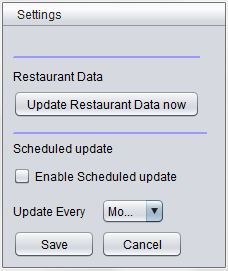 Settings
Restaurant Data
Update Restaurant Data now
Scheduled update
Enable Scheduled update
Update Every Mo...
Save Cancel